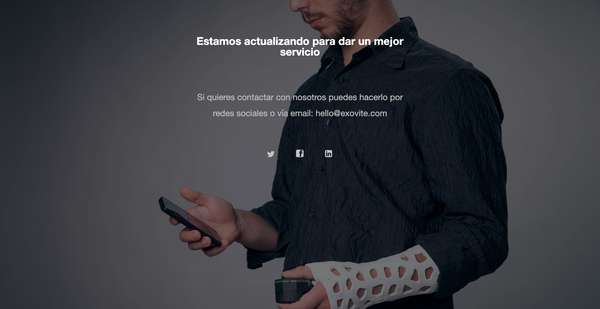 Estamos actualizando para dar un mejor
servicio
Si quieres contactar con nosotros puedes hacerlo por
redes sociales o vía email: hello@exovite.com